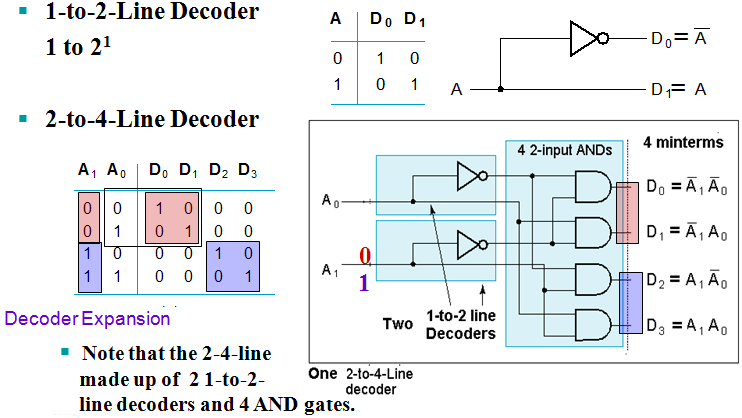 ▪ 1-to-2-Line Decoder
1 to 2¹
A D₀ D₁
0 1 0
1 0 1
A
D₀= A̅
D₁= A
▪ 2-to-4-Line Decoder
A₁ A₀ D₀ D₁ D₂ D₃
0 0 1 0 0 0
0 1 0 1 0 0
1 0 0 0 1 0
1 1 0 0 0 1
4 2-input ANDs
4 minterms
A₀
A₁
0
1
D₀ = A̅₁ A̅₀
D₁ = A̅₁ A₀
D₂ = A₁ A̅₀
D₃ = A₁ A₀
Two 1-to-2 line
Decoders
One 2-to-4-Line
decoder
Decoder Expansion
▪ Note that the 2-4-line
made up of 2 1-to-2-
line decoders and 4 AND gates.